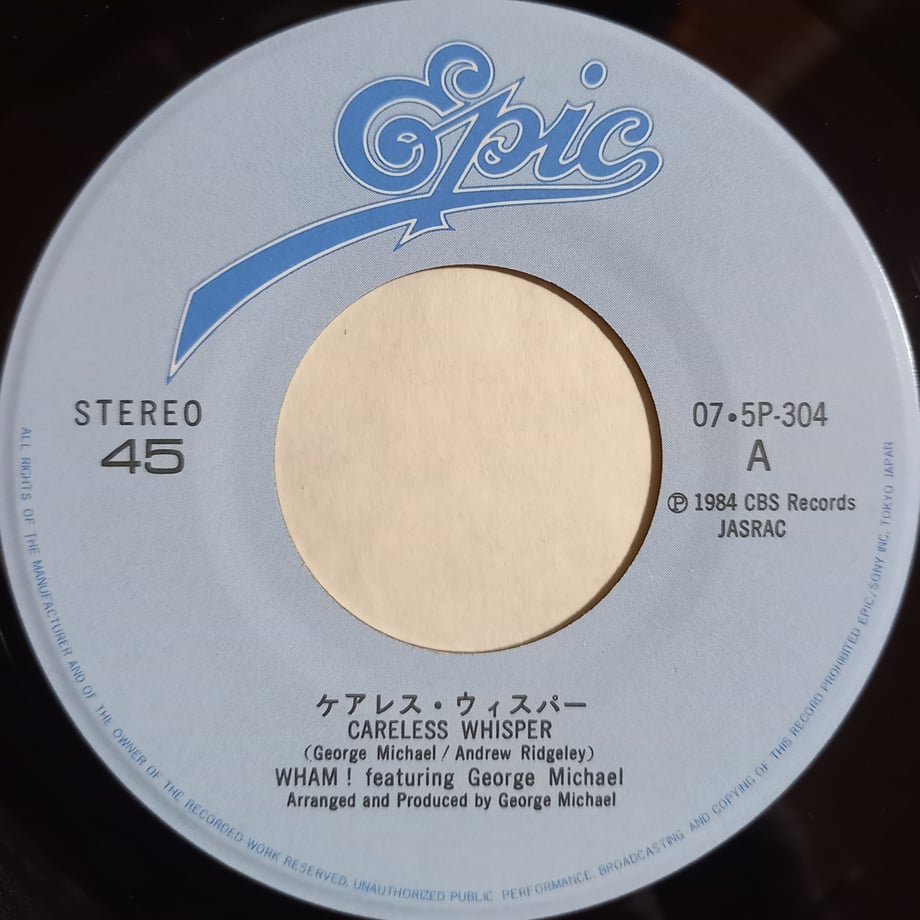 Epic
STEREO
45
07・5P-304
A
Ⓟ 1984 CBS Records
JASRAC
ケアレス・ウィスパー
CARELESS WHISPER
(George Michael / Andrew Ridgeley)
WHAM ! featuring George Michael
Arranged and Produced by George Michael
ALL RIGHTS OF THE MANUFACTURER AND OF THE OWNER OF THE RECORDED WORK RESERVED. UNAUTHORIZED PUBLIC PERFORMANCE, BROADCASTING AND COPYING OF THIS RECORD PROHIBITED EPIC/SONY INC. TOKYO JAPAN